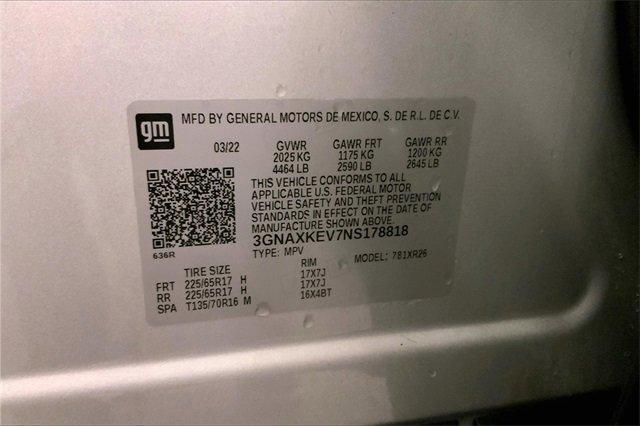 gm
MFD BY GENERAL MOTORS DE MEXICO, S. DE R.L. DE C.V.
03/22 GVWR GAWR FRT GAWR RR
2025 KG 1175 KG 1200 KG
4464 LB 2590 LB 2645 LB
THIS VEHICLE CONFORMS TO ALL
APPLICABLE U.S. FEDERAL MOTOR
VEHICLE SAFETY AND THEFT PREVENTION
STANDARDS IN EFFECT ON THE DATE OF
MANUFACTURE SHOWN ABOVE.
3GNAXKEV7NS178818
636R
TYPE: MPV MODEL: 781XR26
TIRE SIZE RIM
FRT 225/65R17 H 17X7J
RR 225/65R17 H 17X7J
SPA T135/70R16 M 16X4BT